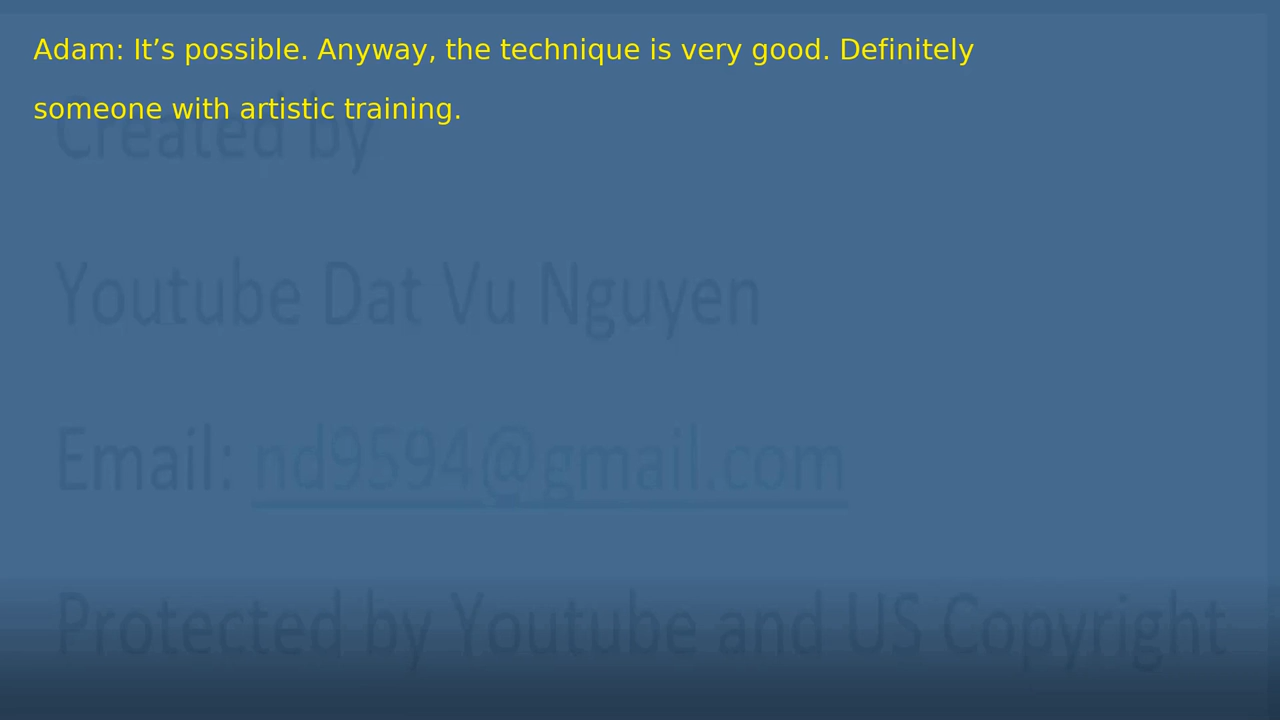 Adam: It’s possible. Anyway, the technique is very good. Definitely
someone with artistic training.
Created by
Youtube Dat Vu Nguyen
Email: nd9594@gmail.com
Protected by Youtube and US Copyright